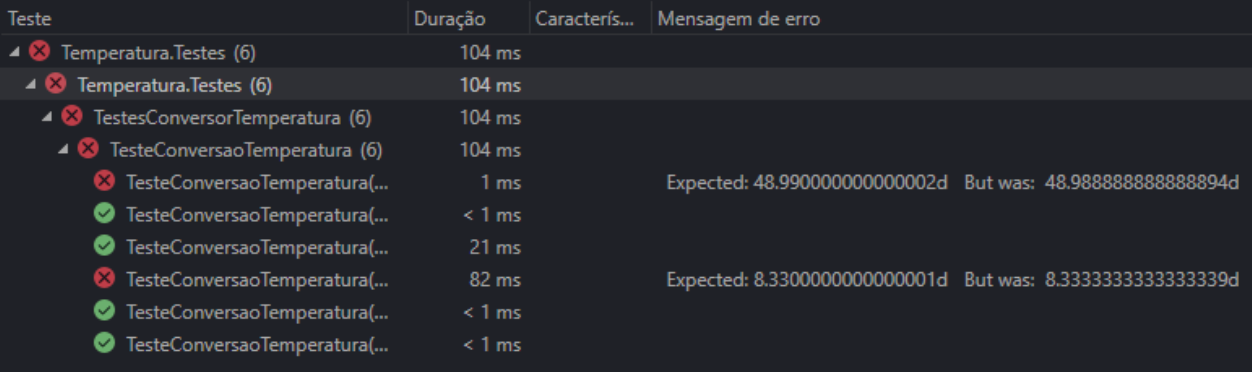 Teste Duração Caracterís... Mensagem de erro
Temperatura.Testes (6) 104 ms
Temperatura.Testes (6) 104 ms
TestesConversorTemperatura (6) 104 ms
TesteConversaoTemperatura (6) 104 ms
TesteConversaoTemperatura(... 1 ms Expected: 48.990000000000002d But was: 48.988888888888894d
TesteConversaoTemperatura(... < 1 ms
TesteConversaoTemperatura(... 21 ms
TesteConversaoTemperatura(... 82 ms Expected: 8.3300000000000001d But was: 8.3333333333333339d
TesteConversaoTemperatura(... < 1 ms
TesteConversaoTemperatura(... < 1 ms